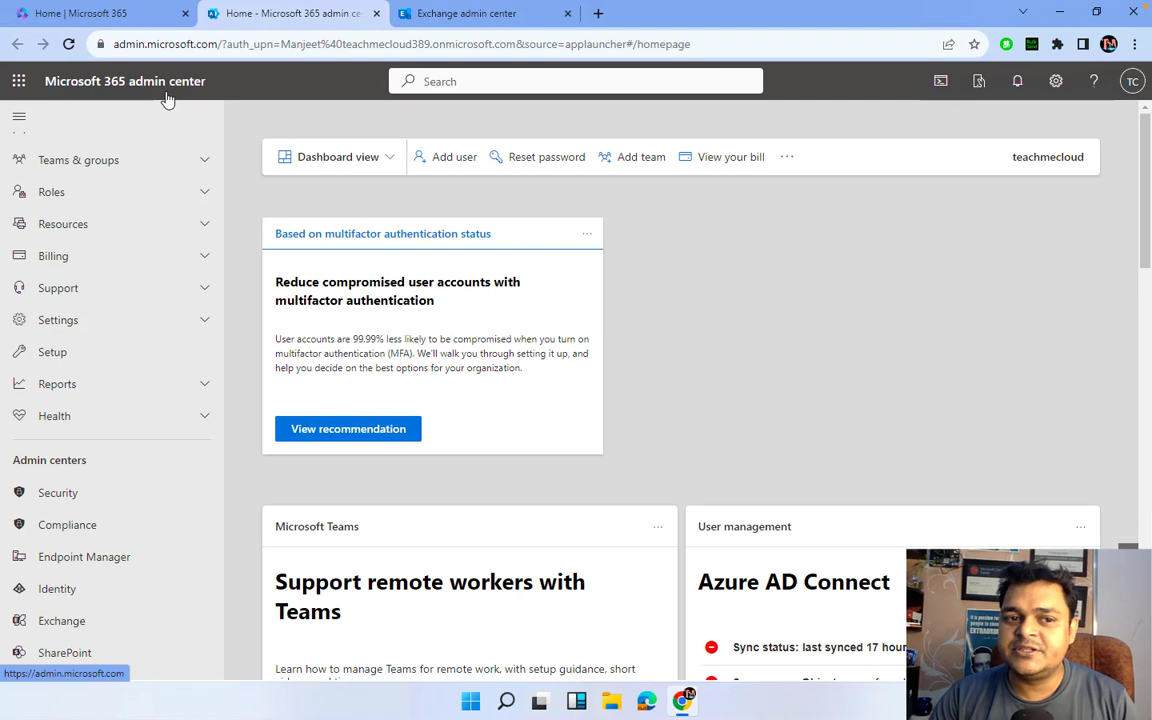 Home | Microsoft 365
Home - Microsoft 365 admin ce
Exchange admin center
admin.microsoft.com/?auth_upn=Manjeet%40teachmecloud389.onmicrosoft.com&source=applauncher#/homepage
Microsoft 365 admin center
Search
TC
Teams & groups
Roles
Resources
Billing
Support
Settings
Setup
Reports
Health
Admin centers
Security
Compliance
Endpoint Manager
Identity
Exchange
SharePoint
https://admin.microsoft.com
Dashboard view
Add user
Reset password
Add team
View your bill
teachmecloud
Based on multifactor authentication status
Reduce compromised user accounts with
multifactor authentication
User accounts are 99.99% less likely to be compromised when you turn on
multifactor authentication (MFA). We'll walk you through setting it up, and
help you decide on the best options for your organization.
View recommendation
Microsoft Teams
Support remote workers with
Teams
Learn how to manage Teams for remote work, with setup guidance, short
User management
Azure AD Connect
Sync status: last synced 17 hour